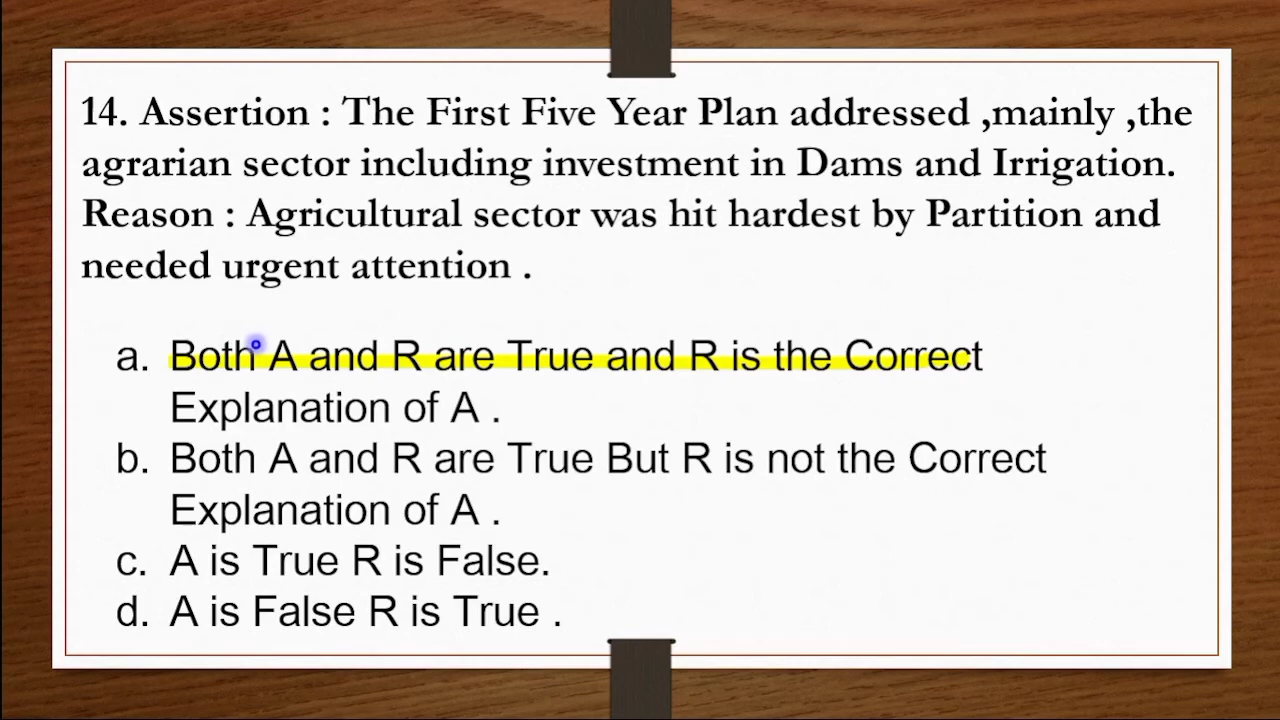 14. Assertion : The First Five Year Plan addressed ,mainly ,the
agrarian sector including investment in Dams and Irrigation.
Reason : Agricultural sector was hit hardest by Partition and
needed urgent attention .
a. Both A and R are True and R is the Correct
Explanation of A .
b. Both A and R are True But R is not the Correct
Explanation of A .
c. A is True R is False.
d. A is False R is True .